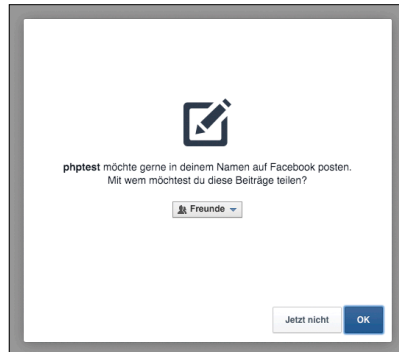 phptest möchte gerne in deinem Namen auf Facebook posten.
Mit wem möchtest du diese Beiträge teilen?
Freunde
Jetzt nicht
OK